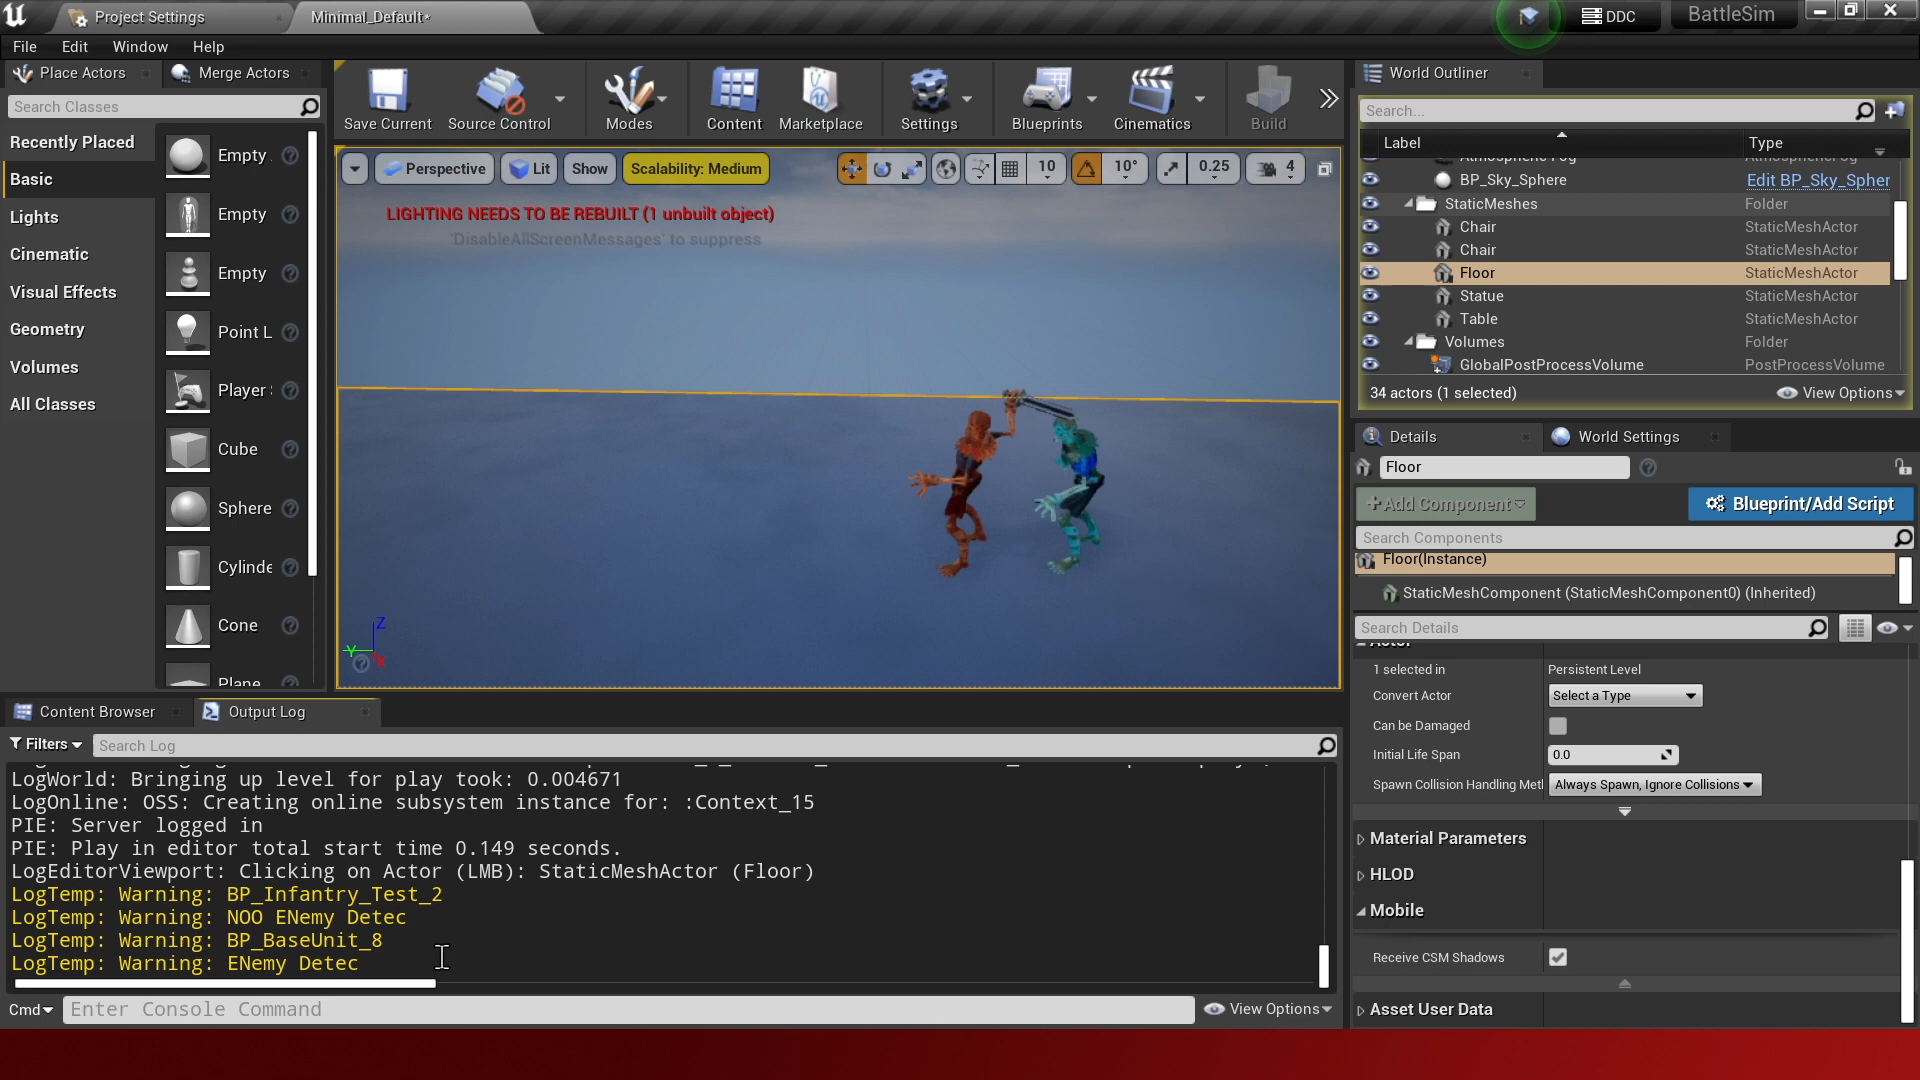 Project Settings
Minimal_Default*
DDC
BattleSim
File
Edit
Window
Help
Place Actors
Merge Actors
Search Classes
Recently Placed
Basic
Lights
Cinematic
Visual Effects
Geometry
Volumes
All Classes
Empty
Empty
Empty
Point L
Player
Cube
Sphere
Cylinde
Cone
Plane
Save Current
Source Control
Modes
Content
Marketplace
Settings
Blueprints
Cinematics
Build
Perspective
Lit
Show
Scalability: Medium
10
10°
0.25
4
LIGHTING NEEDS TO BE REBUILT (1 unbuilt object)
'DisableAllScreenMessages' to suppress
Z
Y
X
World Outliner
Search...
Label
Type
Atmospheric Fog
AtmosphericFog
BP_Sky_Sphere
Edit BP_Sky_Spher
StaticMeshes
Folder
Chair
StaticMeshActor
Chair
StaticMeshActor
Floor
StaticMeshActor
Statue
StaticMeshActor
Table
StaticMeshActor
Volumes
Folder
GlobalPostProcessVolume
PostProcessVolume
34 actors (1 selected)
View Options
Details
World Settings
Floor
+Add Component
Blueprint/Add Script
Search Components
Floor(Instance)
StaticMeshComponent (StaticMeshComponent0) (Inherited)
Search Details
Actor
1 selected in
Persistent Level
Convert Actor
Select a Type
Can be Damaged
Initial Life Span
0.0
Spawn Collision Handling Met
Always Spawn, Ignore Collisions
Material Parameters
HLOD
Mobile
Receive CSM Shadows
Asset User Data
Content Browser
Output Log
Filters
Search Log
LogWorld: Bringing up level for play took: 0.004671
LogOnline: OSS: Creating online subsystem instance for: :Context_15
PIE: Server logged in
PIE: Play in editor total start time 0.149 seconds.
LogEditorViewport: Clicking on Actor (LMB): StaticMeshActor (Floor)
LogTemp: Warning: BP_Infantry_Test_2
LogTemp: Warning: NOO ENemy Detec
LogTemp: Warning: BP_BaseUnit_8
LogTemp: Warning: ENemy Detec
Cmd
Enter Console Command
View Options